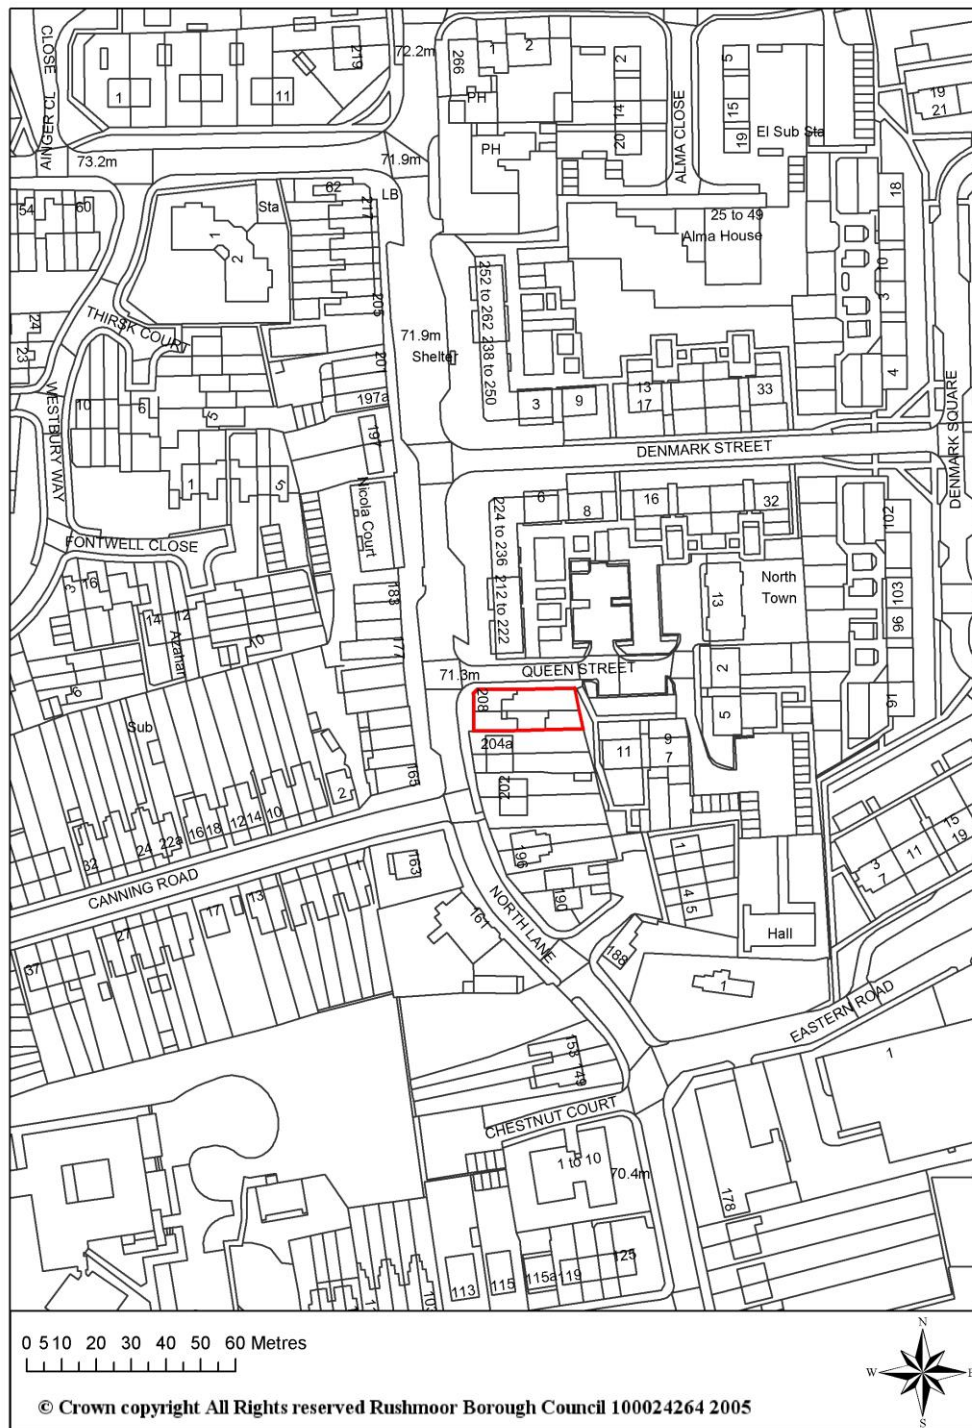 AINGER CL
CLOSE
1
11
219
72.2m
266
1
2
PH
PH
2
14
20
ALMA CLOSE
5
15
19
El Sub Sta
19
21
73.2m
71.9m
LB
54
60
Sta
62
217
205
1
2
25 to 49
Alma House
18
10
3
4
THIRSK COURT
24
23
WESTBURY WAY
10
6
5
1
5
201
197a
197
Nicola Court
71.9m
Shelter
252 to 262
238 to 250
3
9
13
17
33
DENMARK STREET
DENMARK SQUARE
6
8
16
32
224 to 236
212 to 222
FONTWELL CLOSE
3
16
14
12
Azahar
10
6
Sub
183
177
165
13
North
Town
102
103
96
91
71.3m
QUEEN STREET
208
204a
202
196
190
2
5
11
9
7
1
4
5
Hall
188
1
3
7
11
15
19
32
24
22a
16
18
12
14
10
2
CANNING ROAD
37
27
17
13
1
163
161
NORTH LANE
EASTERN ROAD
1
153
149
CHESTNUT COURT
1 to 10
70.4m
178
113
115
115a
119
125
0 5 10 20 30 40 50 60 Metres
N
W
E
S
© Crown copyright All Rights reserved Rushmoor Borough Council 100024264 2005